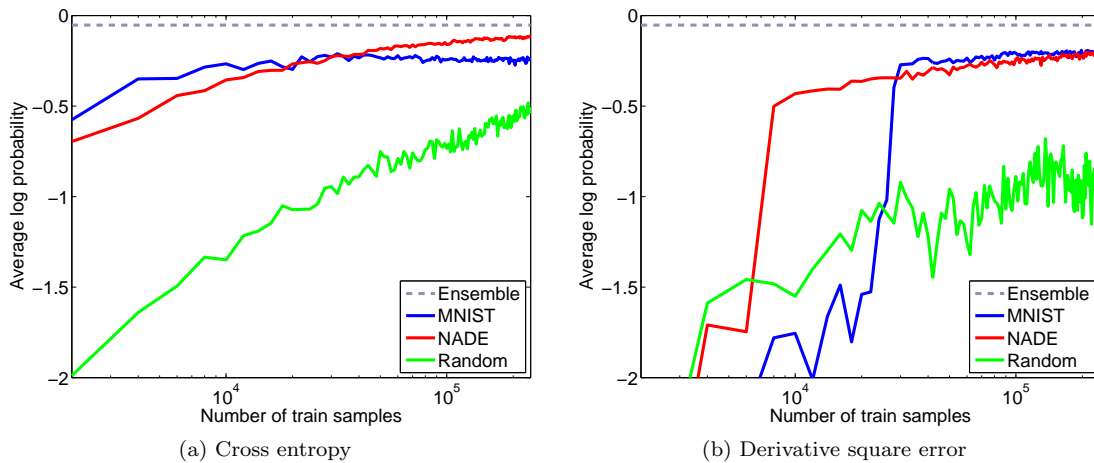 0
−0.5
−1
−1.5
−2
Average log probability
10^4
10^5
Number of train samples
Ensemble
MNIST
NADE
Random
(a) Cross entropy
0
−0.5
−1
−1.5
−2
Average log probability
10^4
10^5
Number of train samples
Ensemble
MNIST
NADE
Random
(b) Derivative square error